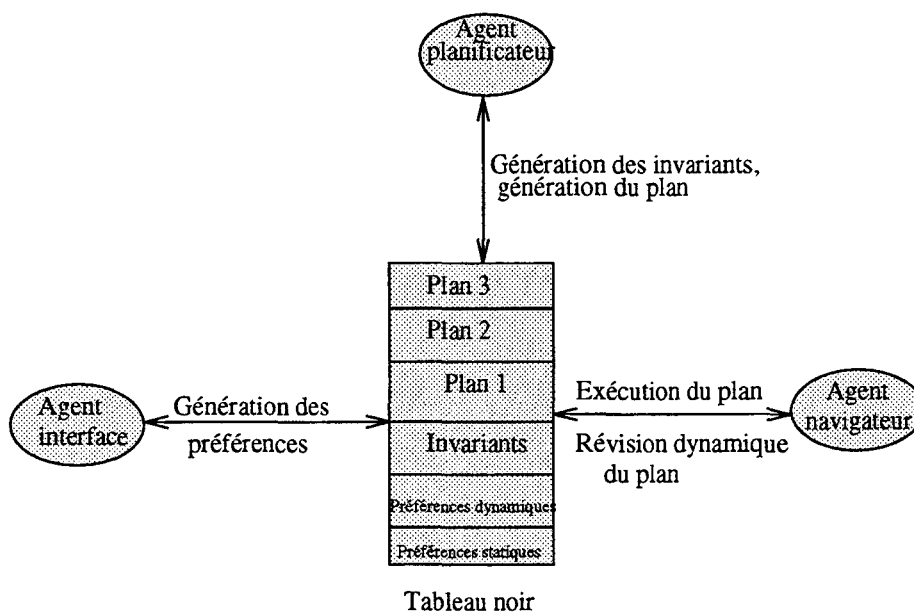 Agent
planificateur
Génération des invariants,
génération du plan
Plan 3
Plan 2
Plan 1
Invariants
Préférences dynamiques
Préférences statiques
Agent
interface
Génération des
préférences
Exécution du plan
Révision dynamique
du plan
Agent
navigateur
Tableau noir